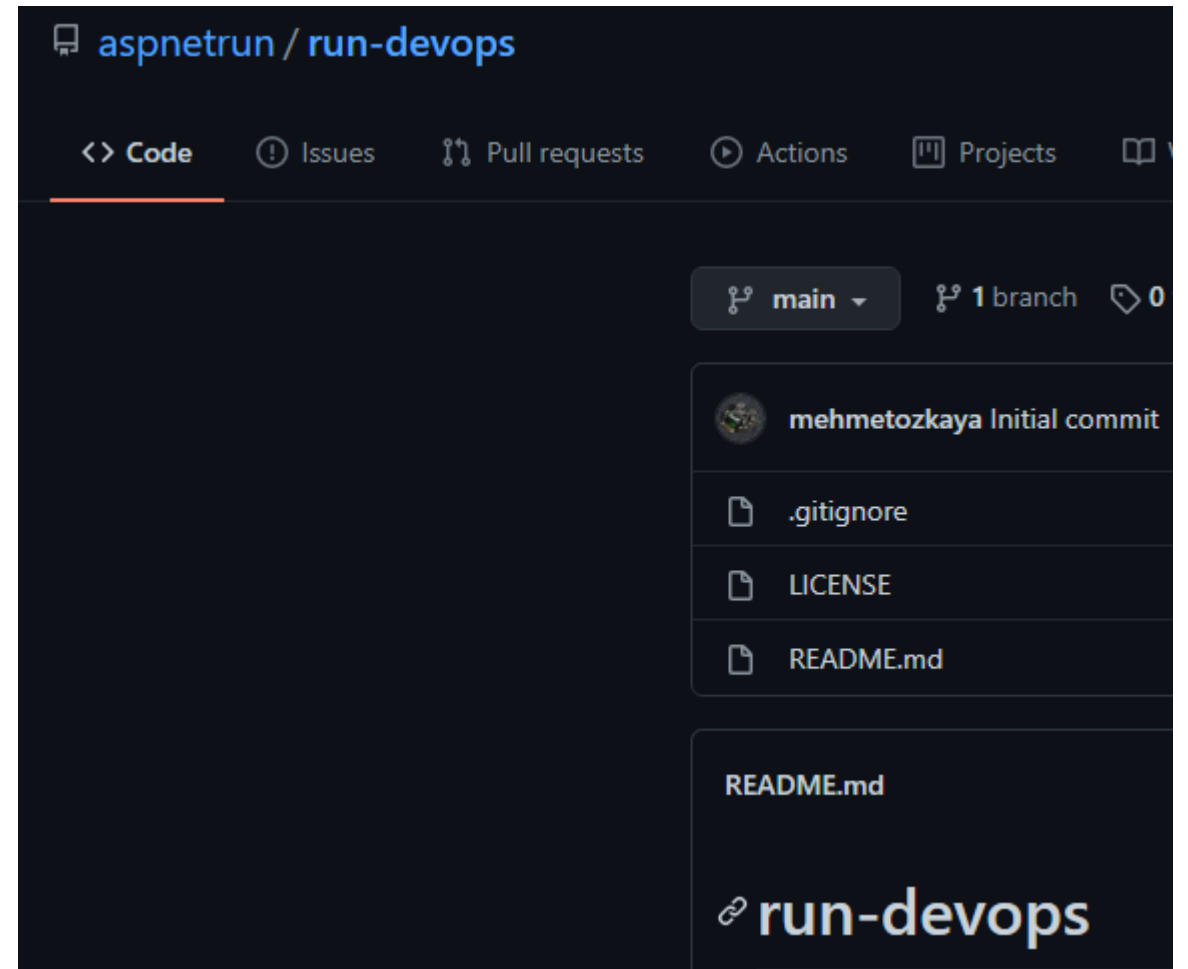 aspnetrun / run-devops
<> Code Issues Pull requests Actions Projects
main 1 branch 0
mehmetozkaya Initial commit
.gitignore
LICENSE
README.md
README.md
run-devops